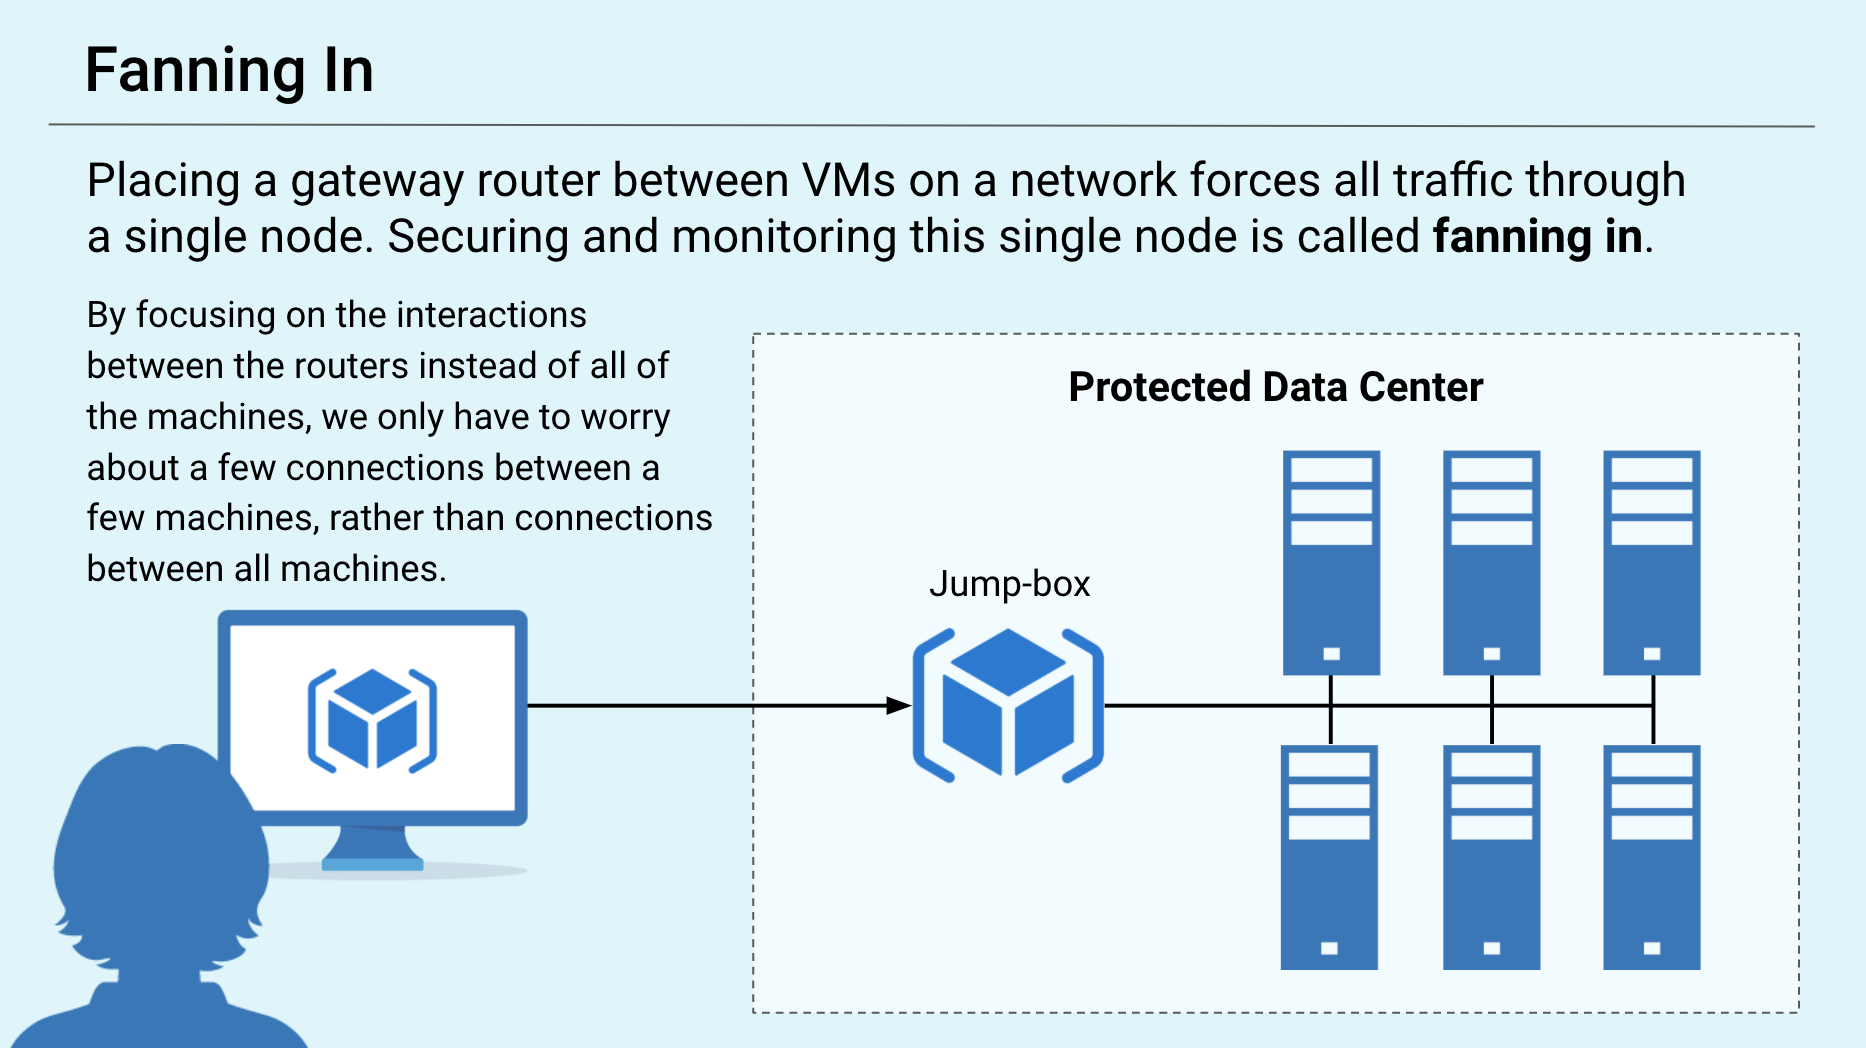 Fanning In
Placing a gateway router between VMs on a network forces all traffic through
a single node. Securing and monitoring this single node is called fanning in.
By focusing on the interactions
between the routers instead of all of
the machines, we only have to worry
about a few connections between a
few machines, rather than connections
between all machines.
Protected Data Center
Jump-box